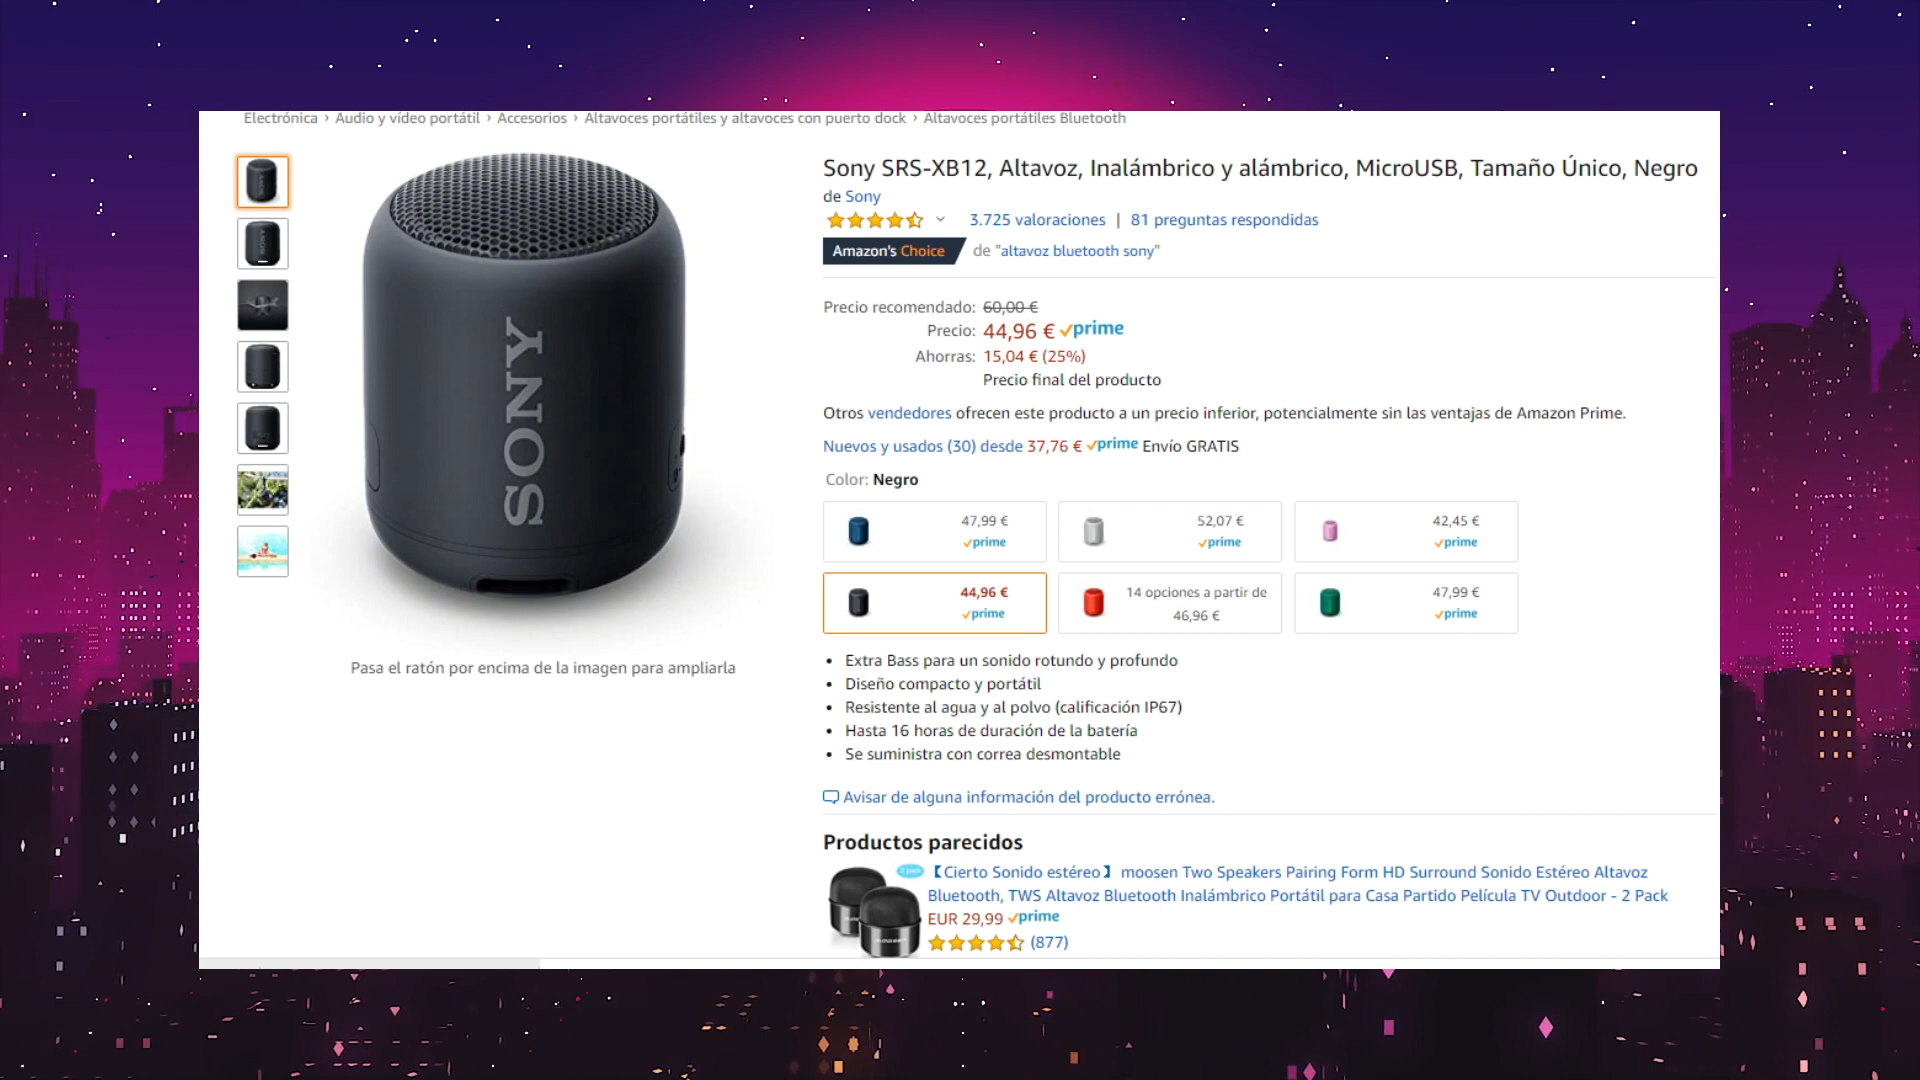 Electrónica › Audio y vídeo portátil › Accesorios › Altavoces portátiles y altavoces con puerto dock › Altavoces portátiles Bluetooth
SONY
Pasa el ratón por encima de la imagen para ampliarla
Sony SRS-XB12, Altavoz, Inalámbrico y alámbrico, MicroUSB, Tamaño Único, Negro
de Sony
3.725 valoraciones | 81 preguntas respondidas
Amazon's Choice de "altavoz bluetooth sony"
Precio recomendado: 60,00 €
Precio: 44,96 € prime
Ahorras: 15,04 € (25%)
Precio final del producto
Otros vendedores ofrecen este producto a un precio inferior, potencialmente sin las ventajas de Amazon Prime.
Nuevos y usados (30) desde 37,76 € prime Envío GRATIS
Color: Negro
47,99 €
prime
52,07 €
prime
42,45 €
prime
44,96 €
prime
14 opciones a partir de
46,96 €
47,99 €
prime
• Extra Bass para un sonido rotundo y profundo
• Diseño compacto y portátil
• Resistente al agua y al polvo (calificación IP67)
• Hasta 16 horas de duración de la batería
• Se suministra con correa desmontable
Avisar de alguna información del producto errónea.
Productos parecidos
【Cierto Sonido estéreo】 moosen Two Speakers Pairing Form HD Surround Sonido Estéreo Altavoz
Bluetooth, TWS Altavoz Bluetooth Inalámbrico Portátil para Casa Partido Película TV Outdoor - 2 Pack
EUR 29,99 prime
(877)